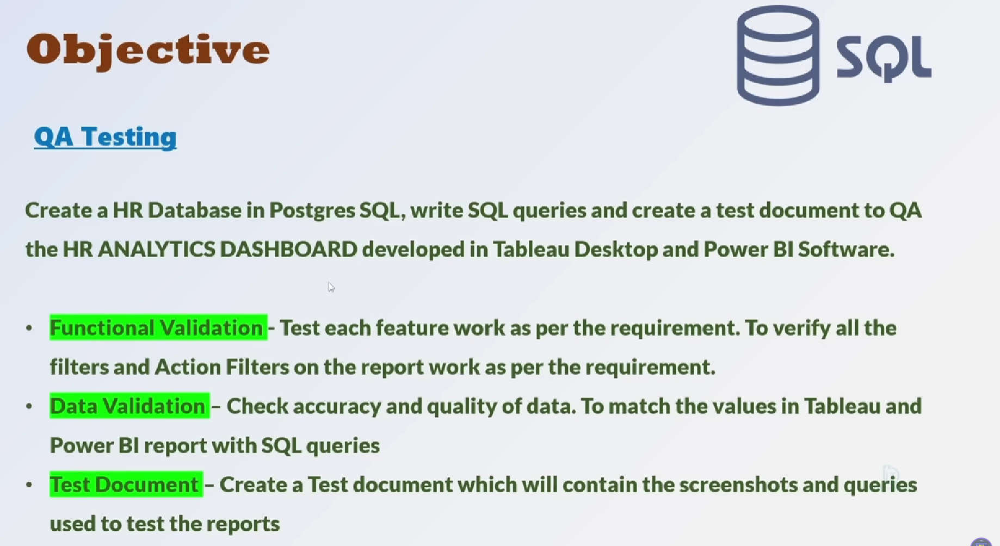 Objective
SQL
QA Testing
Create a HR Database in Postgres SQL, write SQL queries and create a test document to QA
the HR ANALYTICS DASHBOARD developed in Tableau Desktop and Power BI Software.
• Functional Validation - Test each feature work as per the requirement. To verify all the
filters and Action Filters on the report work as per the requirement.
• Data Validation – Check accuracy and quality of data. To match the values in Tableau and
Power BI report with SQL queries
• Test Document – Create a Test document which will contain the screenshots and queries
used to test the reports